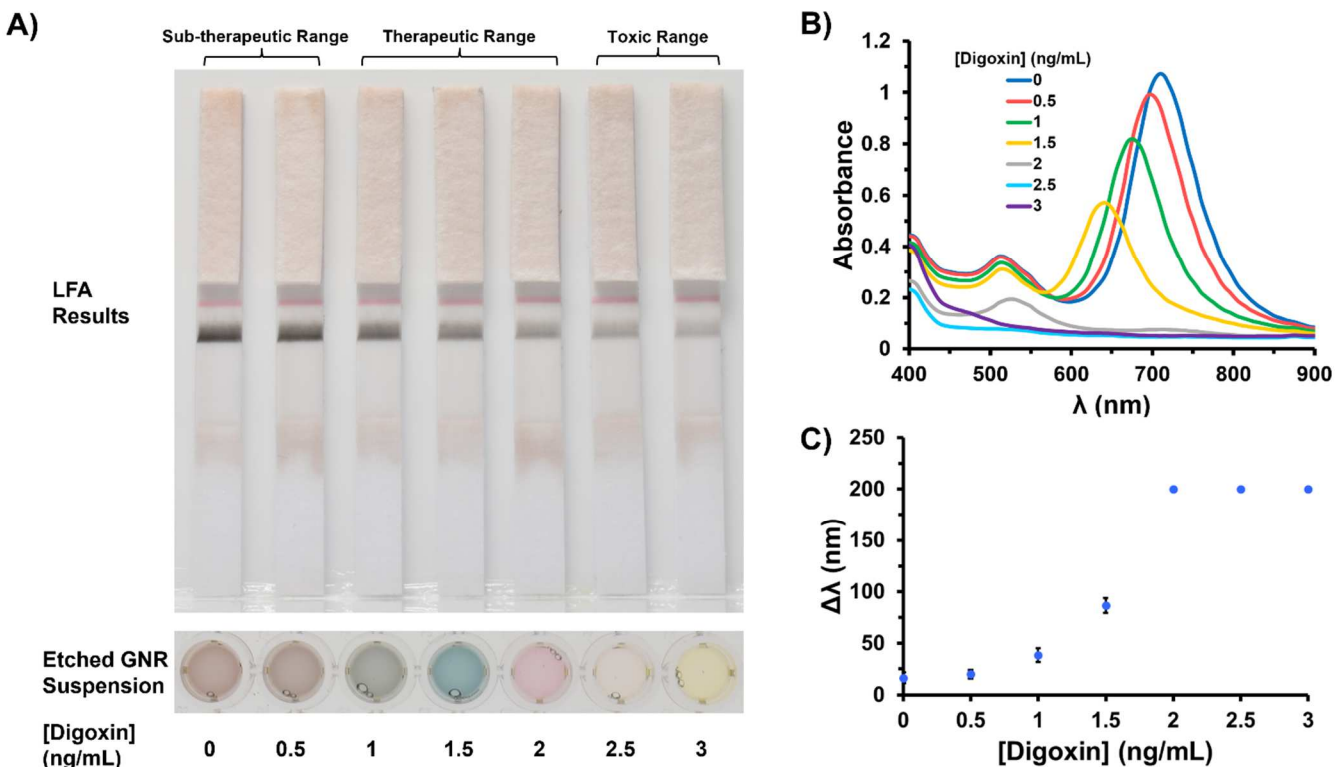 A)
Sub-therapeutic Range Therapeutic Range Toxic Range
LFA
Results
Etched GNR
Suspension
[Digoxin]
(ng/mL)
0 0.5 1 1.5 2 2.5 3
B)
1.2
1
0.8
0.6
0.4
0.2
0
Absorbance
[Digoxin] (ng/mL)
0
0.5
1
1.5
2
2.5
3
400 500 600 700 800 900
λ (nm)
C)
250
200
150
100
50
0
Δλ (nm)
0 0.5 1 1.5 2 2.5 3
[Digoxin] (ng/mL)